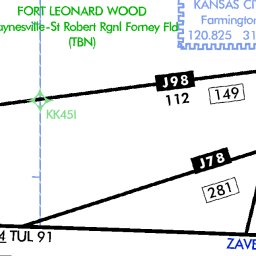 FORT LEONARD WOOD
aynesville-St Robert Rgnl Forney Fld
(TBN)
KANSAS CI
Farmington
120.825 31
J98
112
149
KK45I
J78
281
4 TUL 91
ZAVE